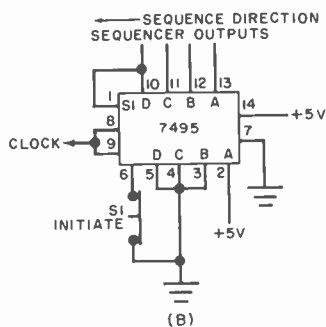 SEQUENCE DIRECTION
SEQUENCER OUTPUTS
10 11 12 13
1 SI D C B A 14
8 7495 +5V
CLOCK 7
9 D C B A
6 5 4 3 2
S1
INITIATE
+5V
(B)